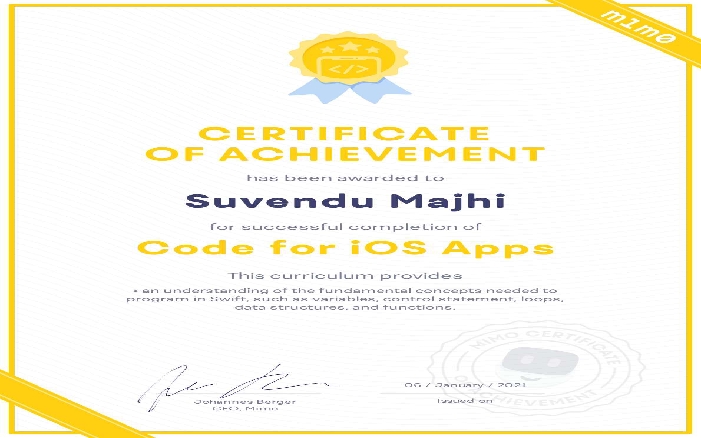 mimo
</>
CERTIFICATE
OF ACHIEVEMENT
has been awarded to
Suvendu Majhi
for successful completion of
Code for iOS Apps
This curriculum provides
• an understanding of the fundamental concepts needed to
program in Swift, such as variables, control statement, loops,
data structures, and functions.
MIMO CERTIFICATE
06 / January / 2021
Johannes Berger
Issued on
CEO, Mimo